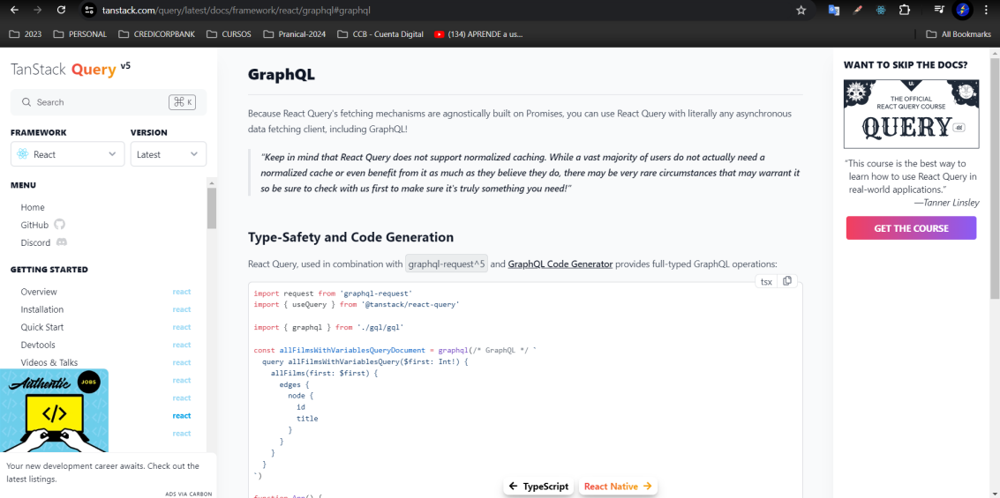 tanstack.com/query/latest/docs/framework/react/graphql#graphql
2023 PERSONAL CREDICORPBANK CURSOS Pranical-2024 CCB - Cuenta Digital (134) APRENDE a us... All Bookmarks
TanStack Query v5
Search ⌘ K
FRAMEWORK VERSION
React Latest
MENU
Home
GitHub
Discord
GETTING STARTED
Overview react
Installation react
Quick Start react
Devtools react
Videos & Talks react
react
react
react
react
Authentic JOBS
</>
Your new development career awaits. Check out the
latest listings.
ADS VIA CARBON
GraphQL
Because React Query's fetching mechanisms are agnostically built on Promises, you can use React Query with literally any asynchronous
data fetching client, including GraphQL!
"Keep in mind that React Query does not support normalized caching. While a vast majority of users do not actually need a
normalized cache or even benefit from it as much as they believe they do, there may be very rare circumstances that may warrant it
so be sure to check with us first to make sure it's truly something you need!"
Type-Safety and Code Generation
React Query, used in combination with graphql-request^5 and GraphQL Code Generator provides full-typed GraphQL operations:
tsx
import request from 'graphql-request'
import { useQuery } from '@tanstack/react-query'
import { graphql } from './gql/gql'
const allFilmsWithVariablesQueryDocument = graphql(/* GraphQL */ `
query allFilmsWithVariablesQuery($first: Int!) {
allFilms(first: $first) {
edges {
node {
id
title
}
}
}
}
`)
function App() {
← TypeScript React Native →
WANT TO SKIP THE DOCS?
THE OFFICIAL
REACT QUERY COURSE
QUERY
"This course is the best way to
learn how to use React Query in
real-world applications."
—Tanner Linsley
GET THE COURSE